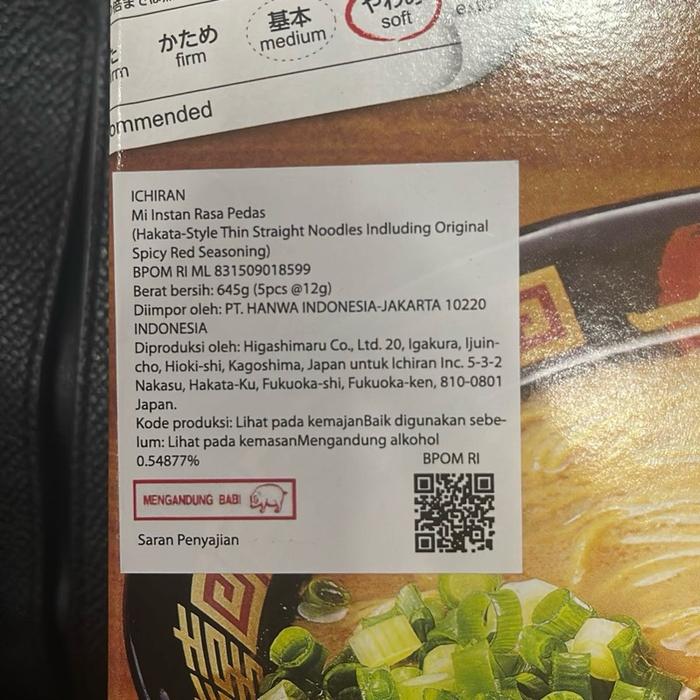 かため
firm
基本
medium
soft
ommended
ICHIRAN
Mi Instan Rasa Pedas
(Hakata-Style Thin Straight Noodles Indluding Original
Spicy Red Seasoning)
BPOM RI ML 831509018599
Berat bersih: 645g (5pcs @12g)
Diimpor oleh: PT. HANWA INDONESIA-JAKARTA 10220
INDONESIA
Diproduksi oleh: Higashimaru Co., Ltd. 20, Igakura, Ijuin-
cho, Hioki-shi, Kagoshima, Japan untuk Ichiran Inc. 5-3-2
Nakasu, Hakata-Ku, Fukuoka-shi, Fukuoka-ken, 810-0801
Japan.
Kode produksi: Lihat pada kemajanBaik digunakan sebe-
lum: Lihat pada kemasanMengandung alkohol
0.54877%
BPOM RI
MENGANDUNG BABI
Saran Penyajian